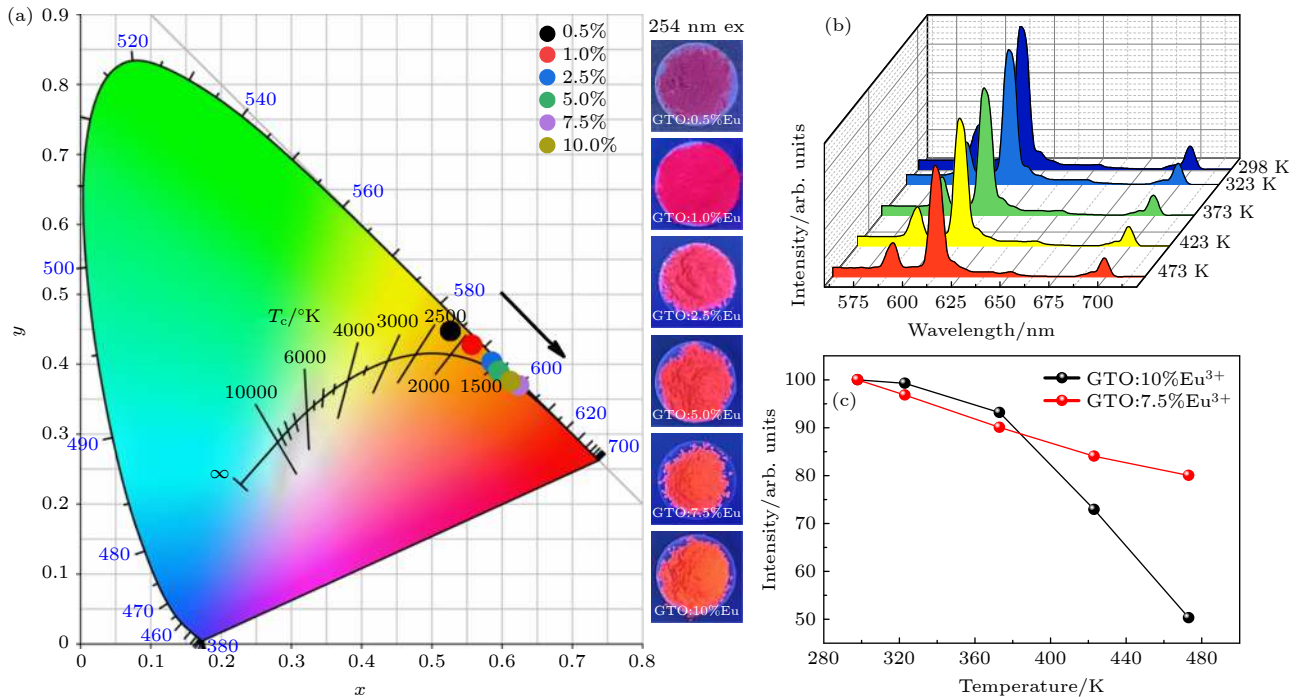 (a)
0.9
0.8
0.7
0.6
0.5
0.4
0.3
0.2
0.1
0
y
0 0.1 0.2 0.3 0.4 0.5 0.6 0.7 0.8
x
520
540
560
580
600
620
700
500
490
480
470
460
380
Tc/°K
2500
3000
4000
6000
10000
2000
1500
∞
0.5%
1.0%
2.5%
5.0%
7.5%
10.0%
254 nm ex
GTO:0.5%Eu
GTO:1.0%Eu
GTO:2.5%Eu
GTO:5.0%Eu
GTO:7.5%Eu
GTO:10%Eu
(b)
Intensity/arb. units
298 K
323 K
373 K
423 K
473 K
575 600 625 650 675 700
Wavelength/nm
(c)
GTO:10%Eu³⁺
GTO:7.5%Eu³⁺
Intensity/arb. units
100
90
80
70
60
50
280 320 360 400 440 480
Temperature/K